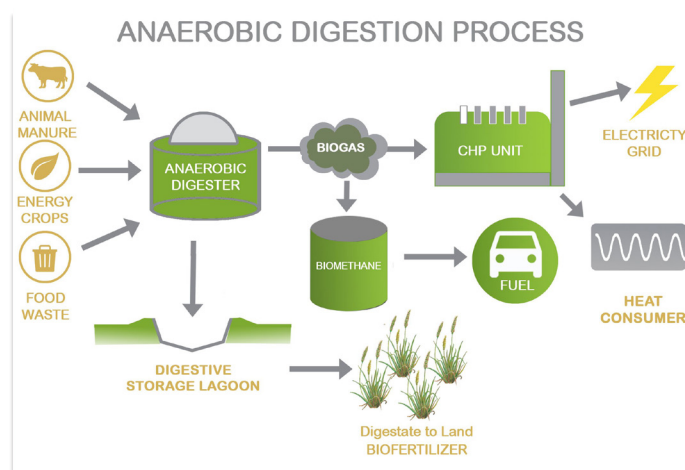 ANAEROBIC DIGESTION PROCESS
ANIMAL
MANURE
ENERGY
CROPS
FOOD
WASTE
ANAEROBIC
DIGESTER
BIOGAS
CHP UNIT
ELECTRICTY
GRID
BIOMETHANE
FUEL
HEAT
CONSUMER
DIGESTIVE
STORAGE LAGOON
Digestate to Land
BIOFERTILIZER